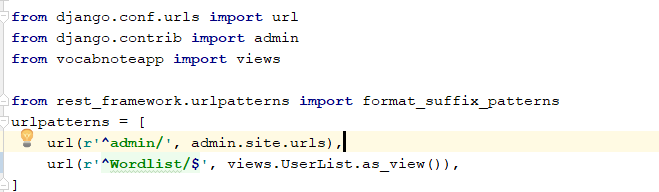 from django.conf.urls import url
from django.contrib import admin
from vocabnoteapp import views
from rest_framework.urlpatterns import format_suffix_patterns
urlpatterns = [
    url(r'^admin/', admin.site.urls),
    url(r'^Wordlist/$', views.UserList.as_view()),
]